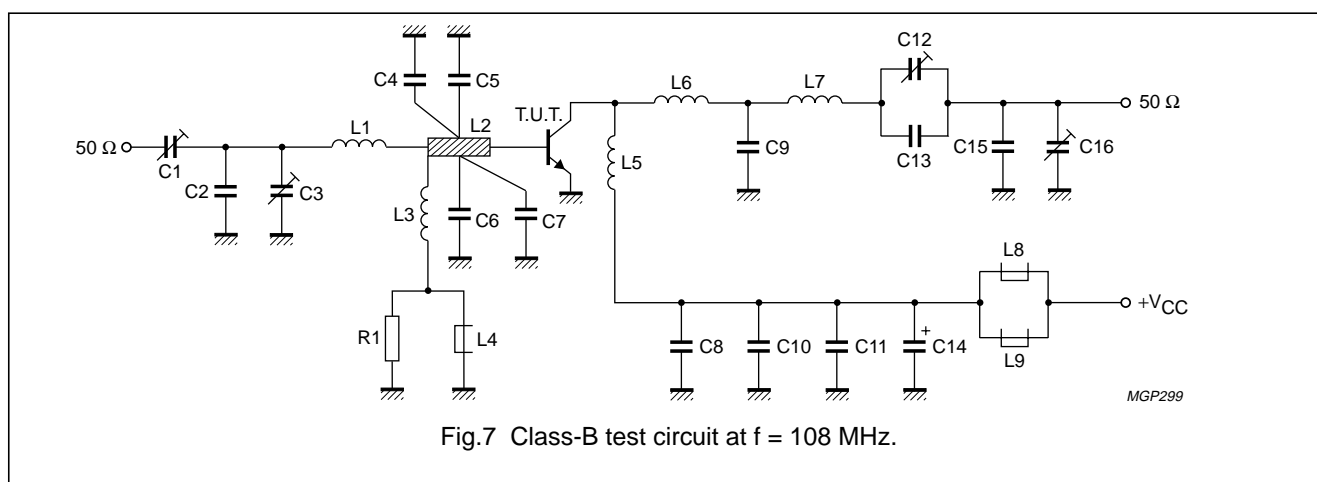 C12
C4
C5
L6
L7
T.U.T.
L1
L2
50 Ω
50 Ω
C1
C9
C13
C15
C16
L5
C2
C3
L3
C6
C7
L8
+VCC
R1
L4
C8
C10
C11
+
C14
L9
MGP299
Fig.7 Class-B test circuit at f = 108 MHz.